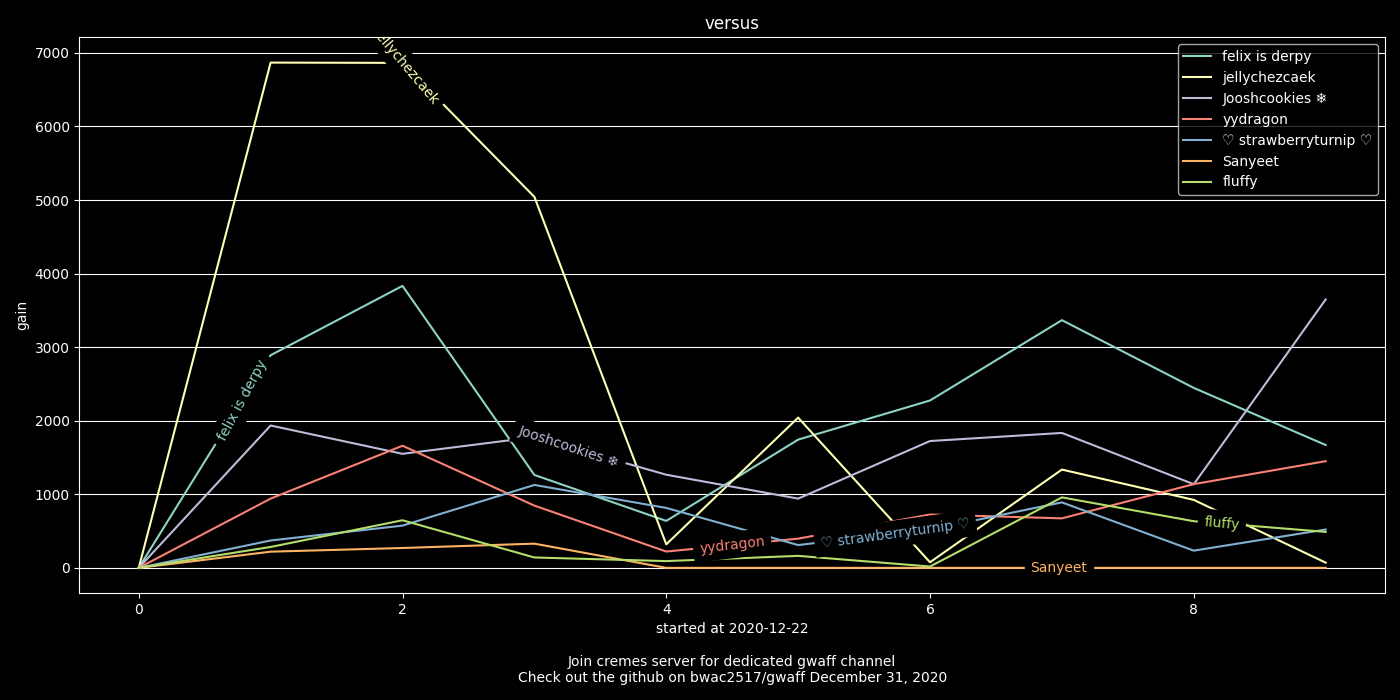 versus
7000
6000
5000
4000
3000
2000
1000
0
gain
0
2
4
6
8
started at 2020-12-22
felix is derpy
jellychezcaek
Jooshcookies ❄
yydragon
♡ strawberryturnip ♡
Sanyeet
fluffy
ellychezcaek
felix is derpy
Jooshcookies ❄
yydragon
♡ strawberryturnip ♡
Sanyeet
fluffy
Join cremes server for dedicated gwaff channel
Check out the github on bwac2517/gwaff December 31, 2020